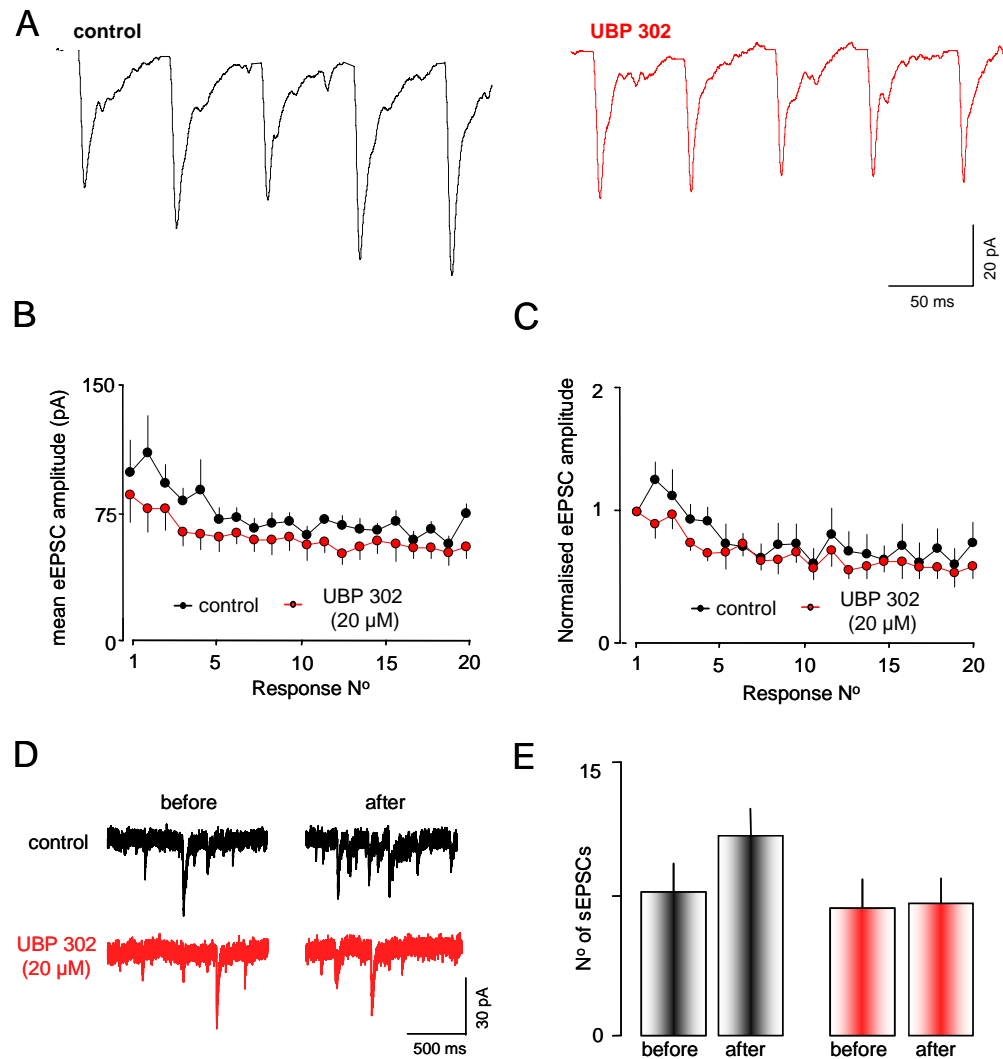 A
control
UBP 302
20 pA
50 ms
B
mean eEPSC amplitude (pA)
150
75
0
control
UBP 302
(20 µM)
1
5
10
15
20
Response Nº
C
Normalised eEPSC amplitude
2
1
0
control
UBP 302
(20 µM)
1
5
10
15
20
Response Nº
D
before
after
control
UBP 302
(20 µM)
30 pA
500 ms
E
Nº of sEPSCs
15
0
before
after
before
after